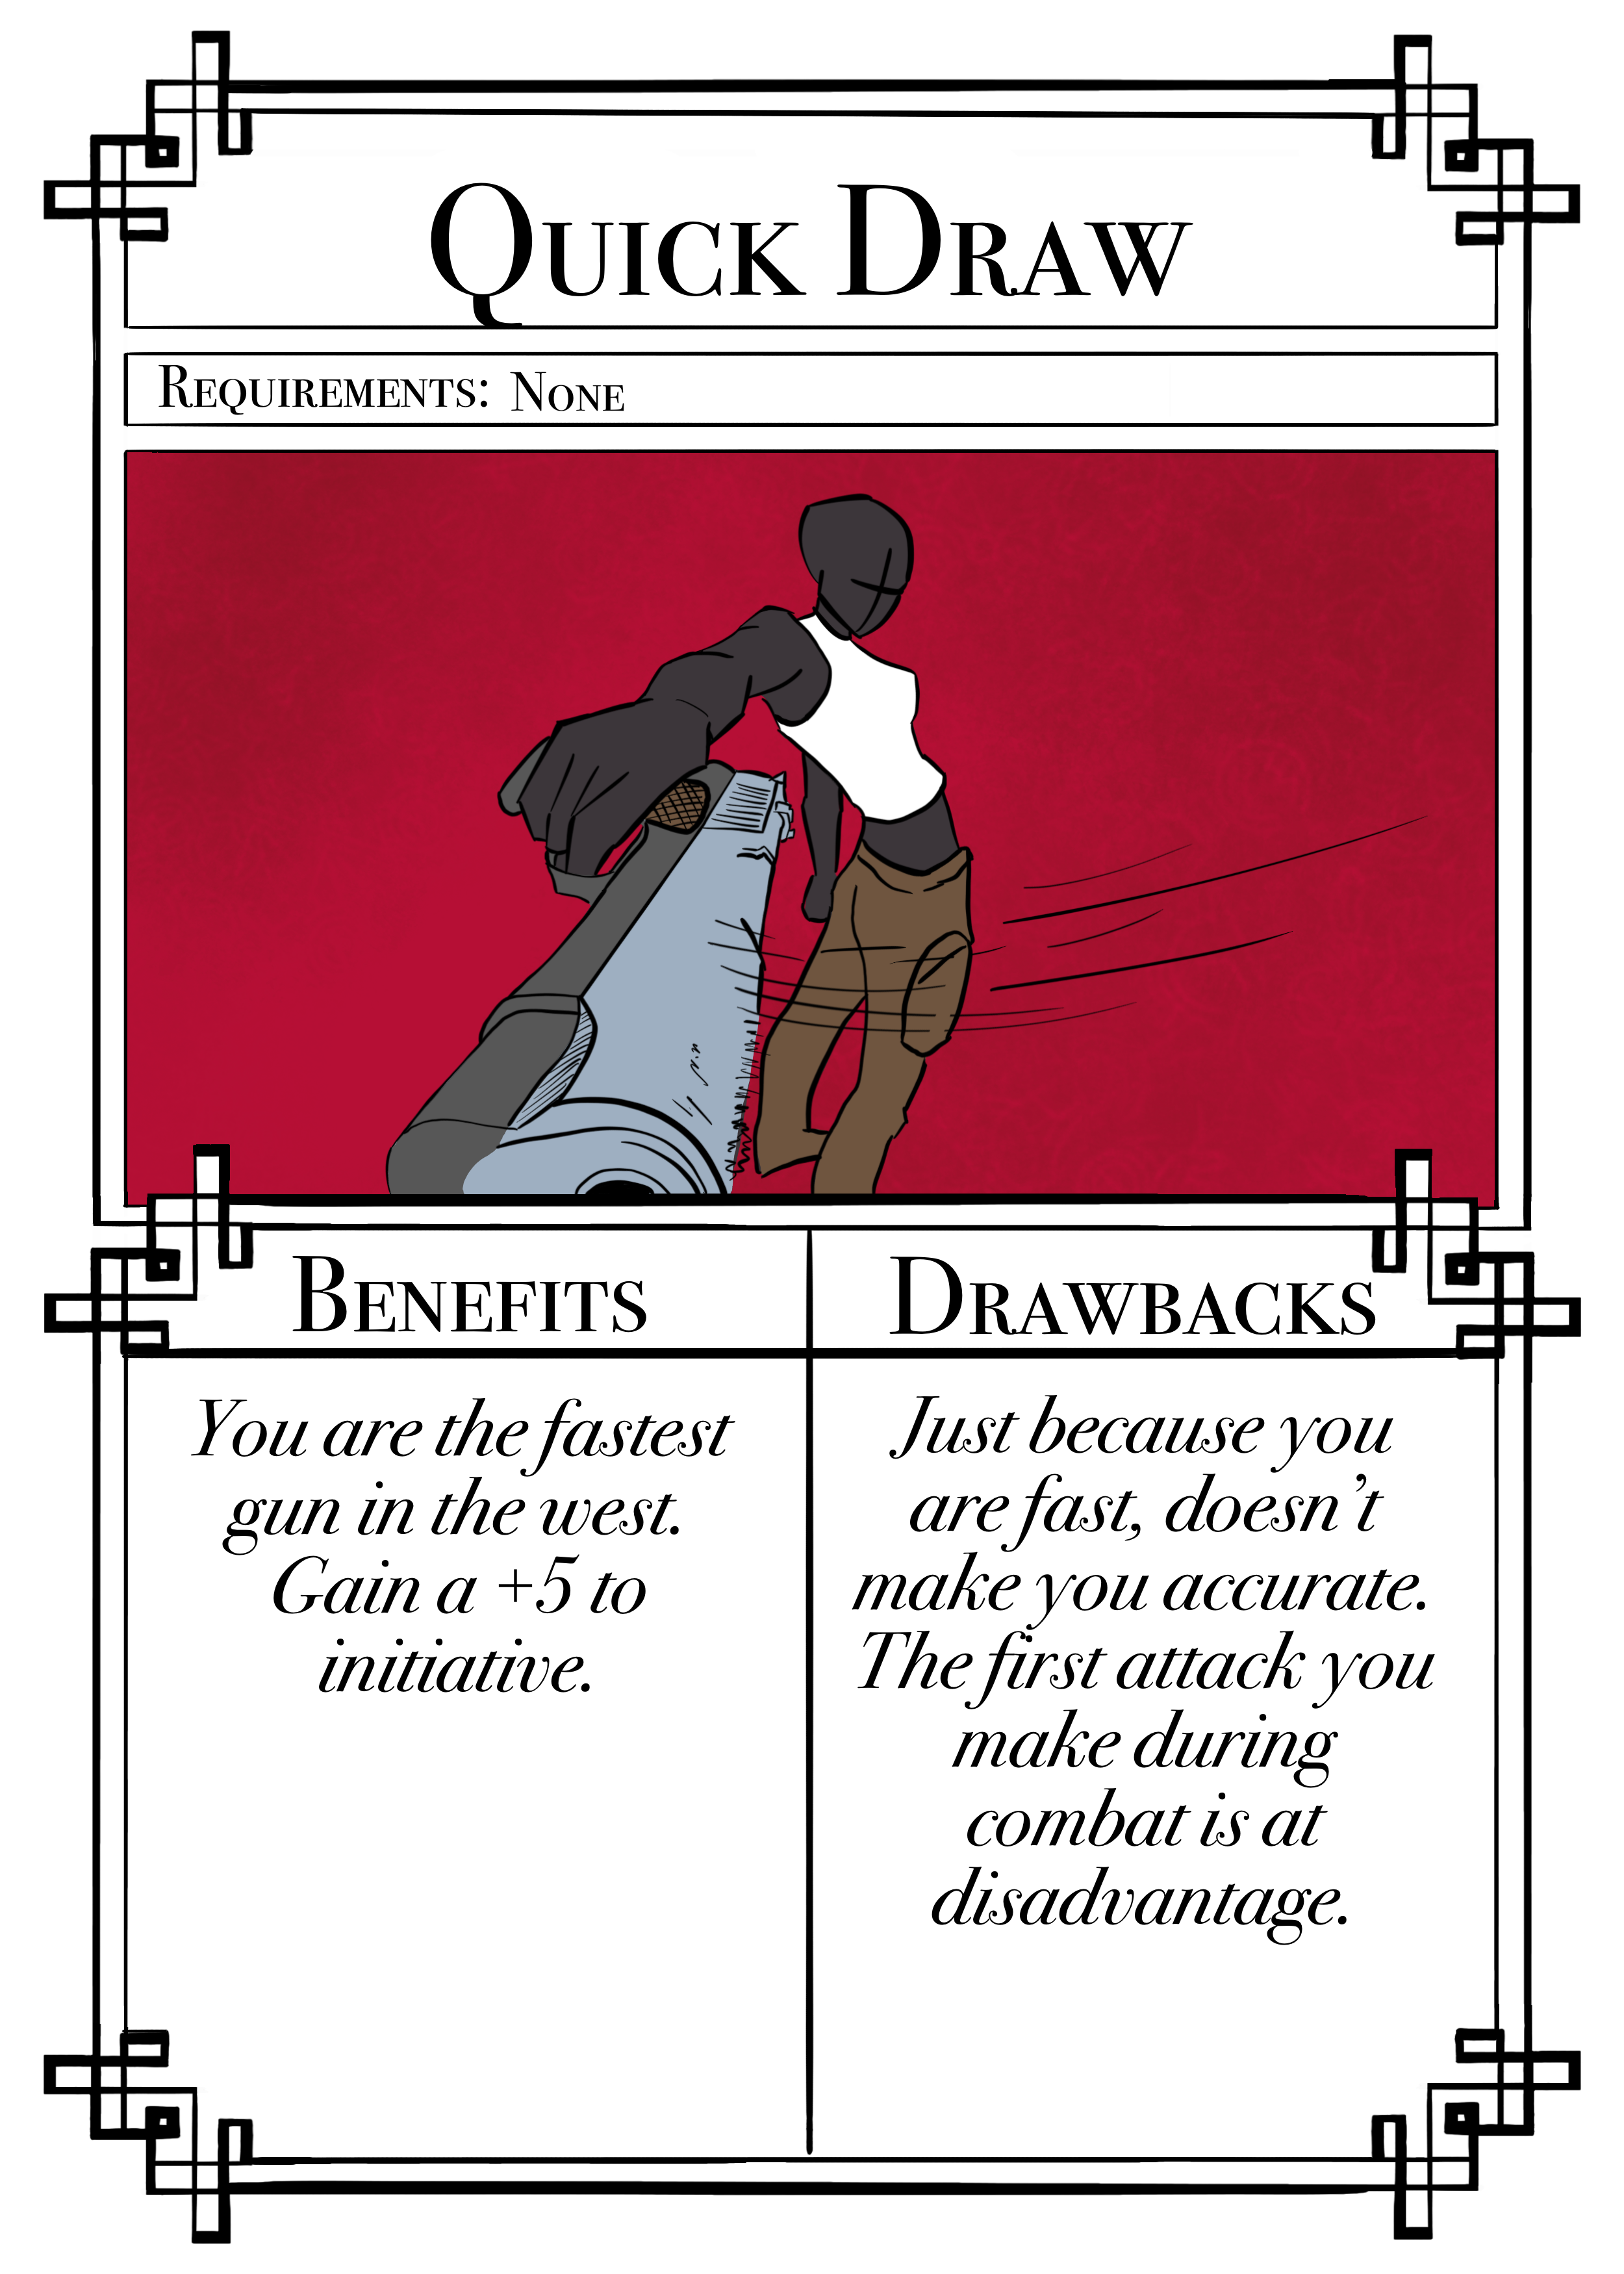 Quick Draw
Requirements: None
Benefits
You are the fastest
gun in the west.
Gain a +5 to
initiative.
Drawbacks
Just because you
are fast, doesn’t
make you accurate.
The first attack you
make during
combat is at
disadvantage.